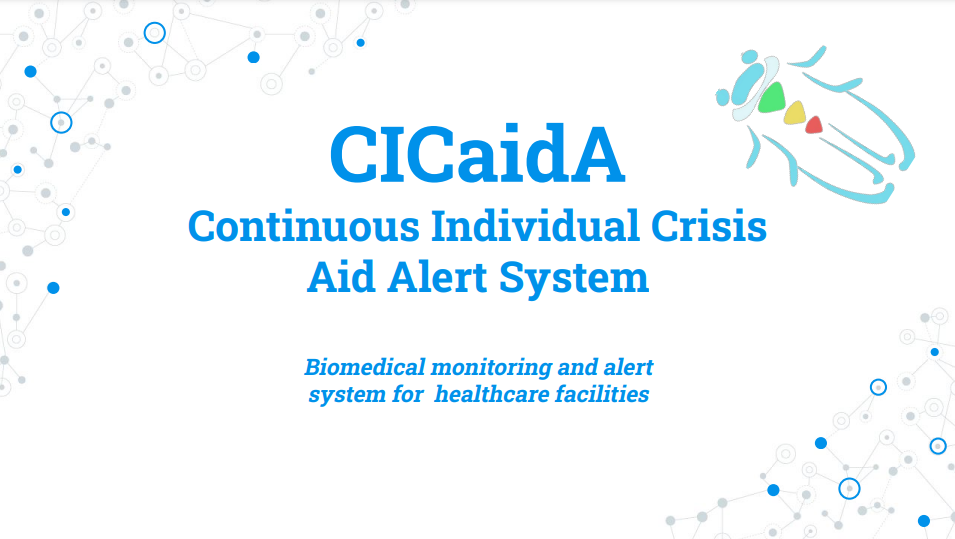 CICaidA
Continuous Individual Crisis
Aid Alert System
Biomedical monitoring and alert
system for healthcare facilities